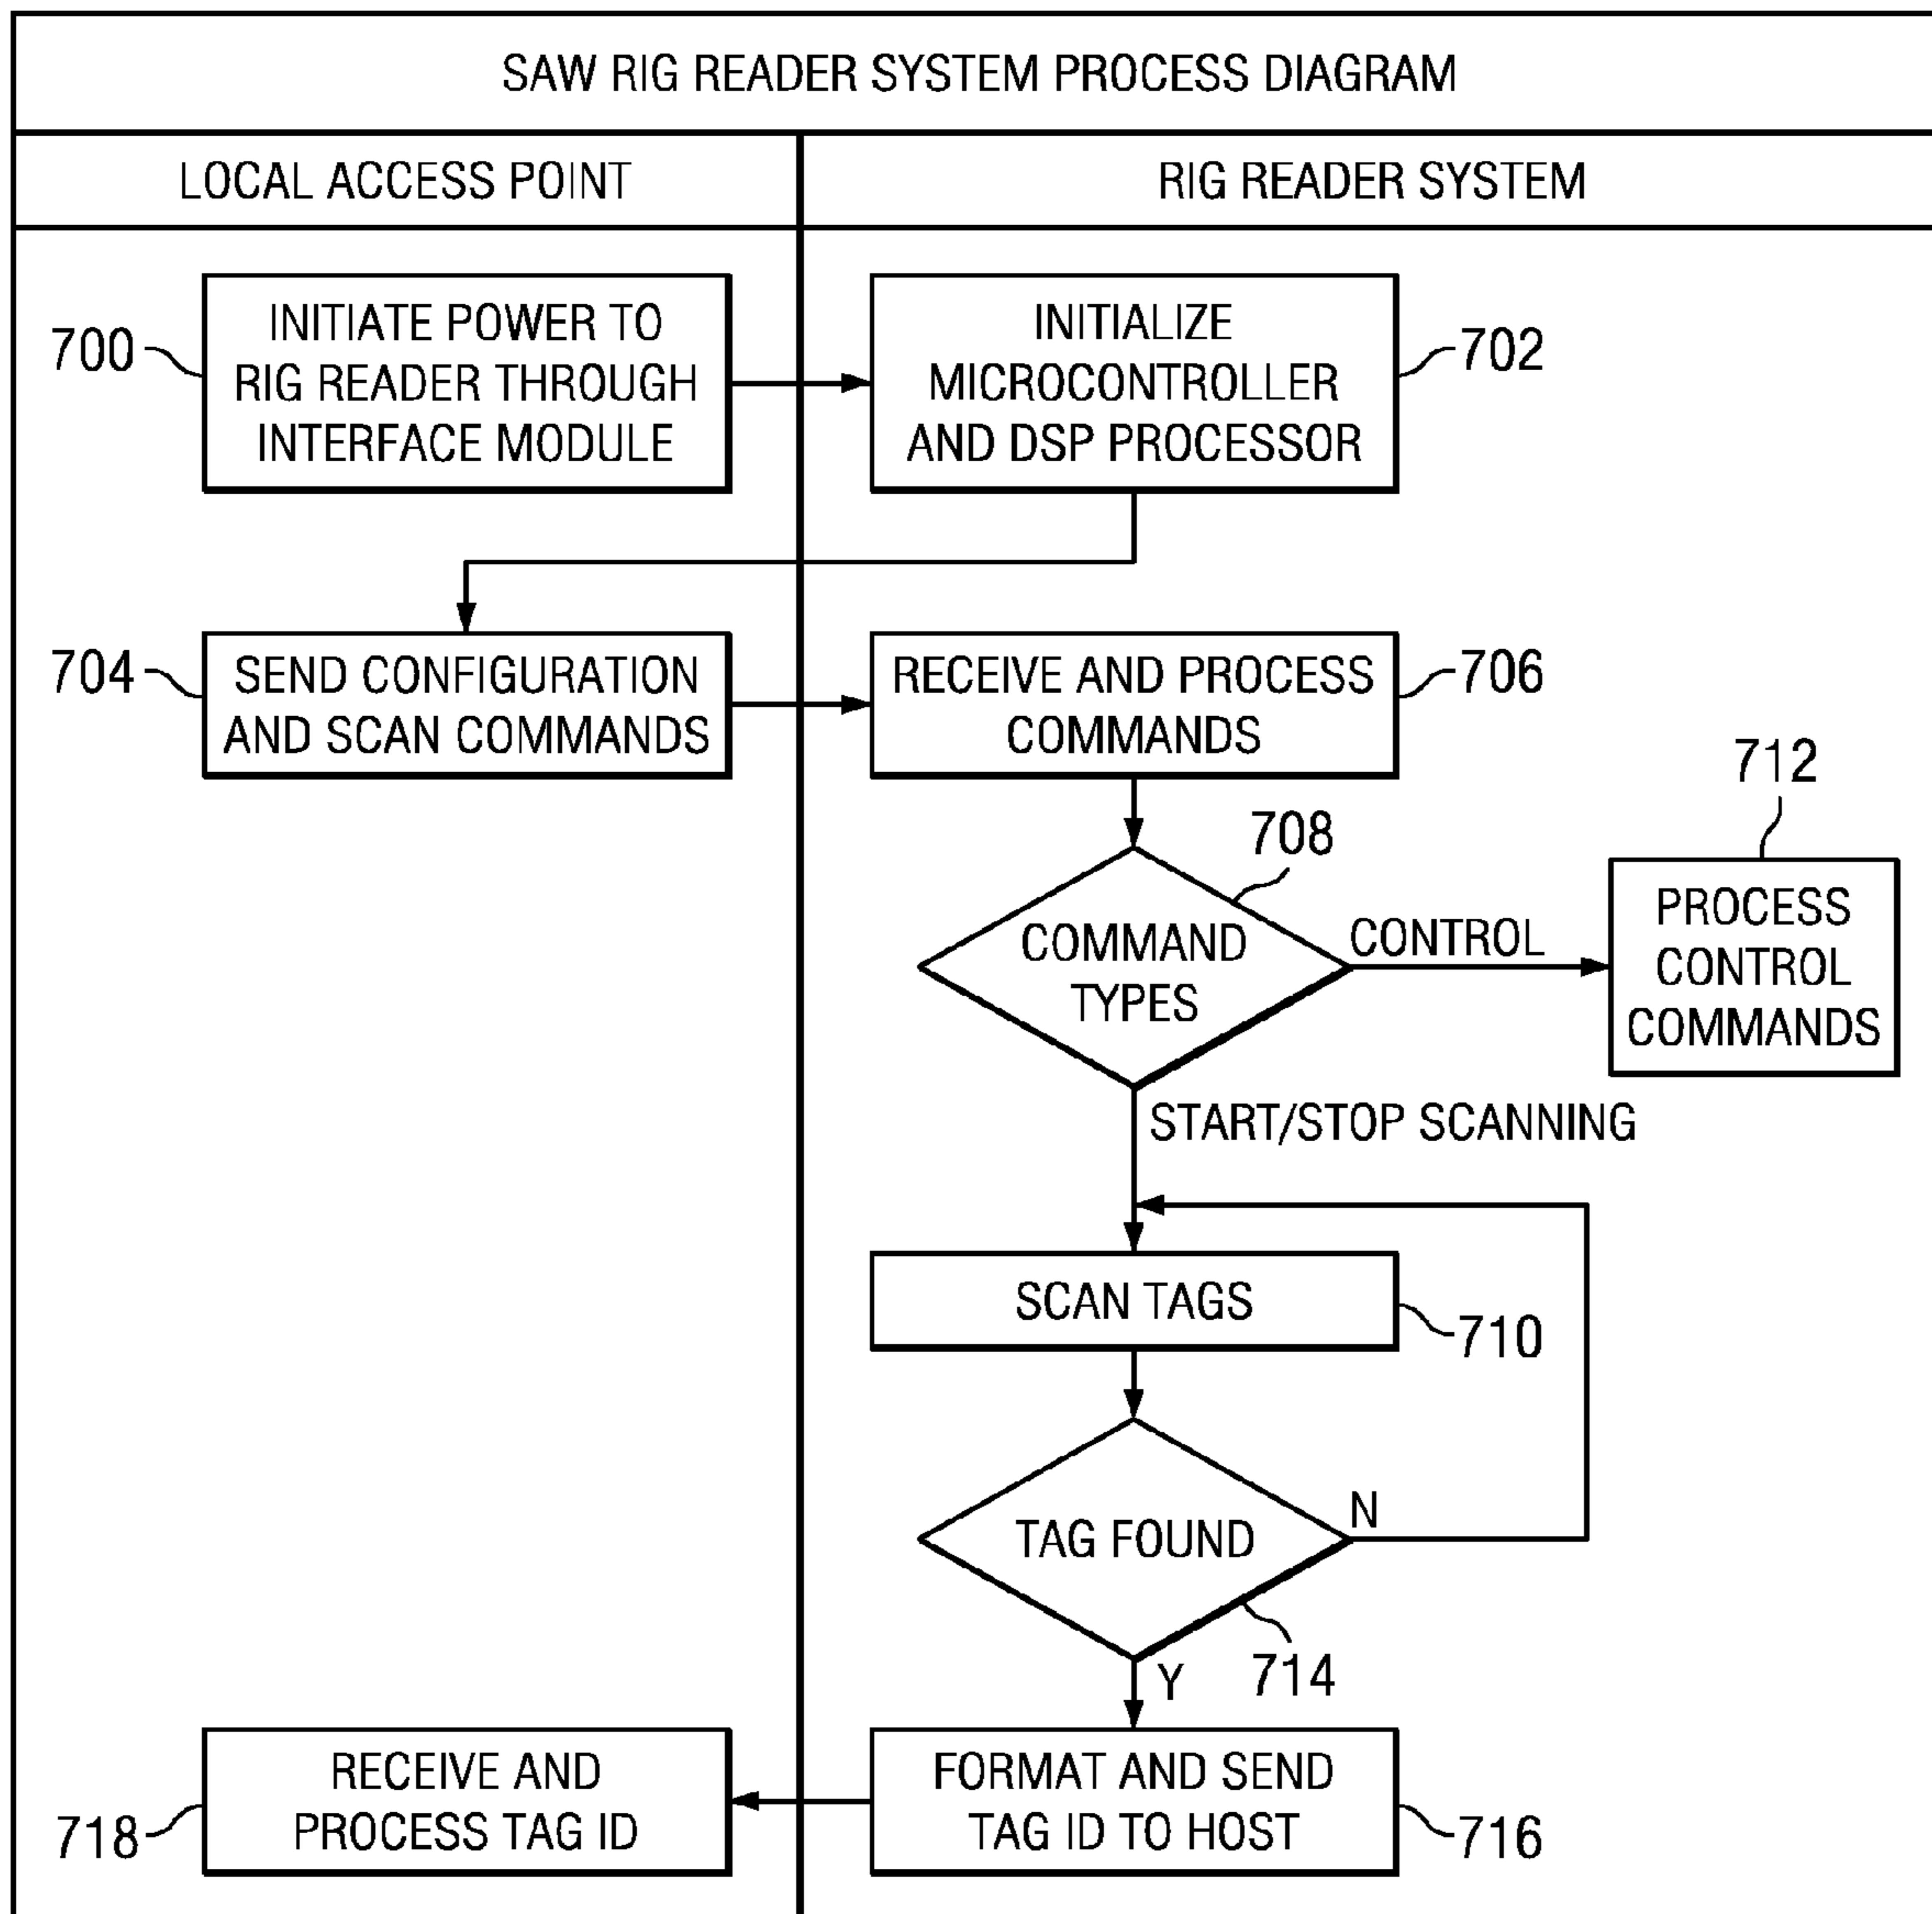 SAW RIG READER SYSTEM PROCESS DIAGRAM
LOCAL ACCESS POINT
RIG READER SYSTEM
700
INITIATE POWER TO
RIG READER THROUGH
INTERFACE MODULE
INITIALIZE
MICROCONTROLLER
AND DSP PROCESSOR
702
704
SEND CONFIGURATION
AND SCAN COMMANDS
RECEIVE AND PROCESS
COMMANDS
706
708
COMMAND
TYPES
CONTROL
712
PROCESS
CONTROL
COMMANDS
START/STOP SCANNING
SCAN TAGS
710
TAG FOUND
N
714
Y
FORMAT AND SEND
TAG ID TO HOST
716
RECEIVE AND
PROCESS TAG ID
718